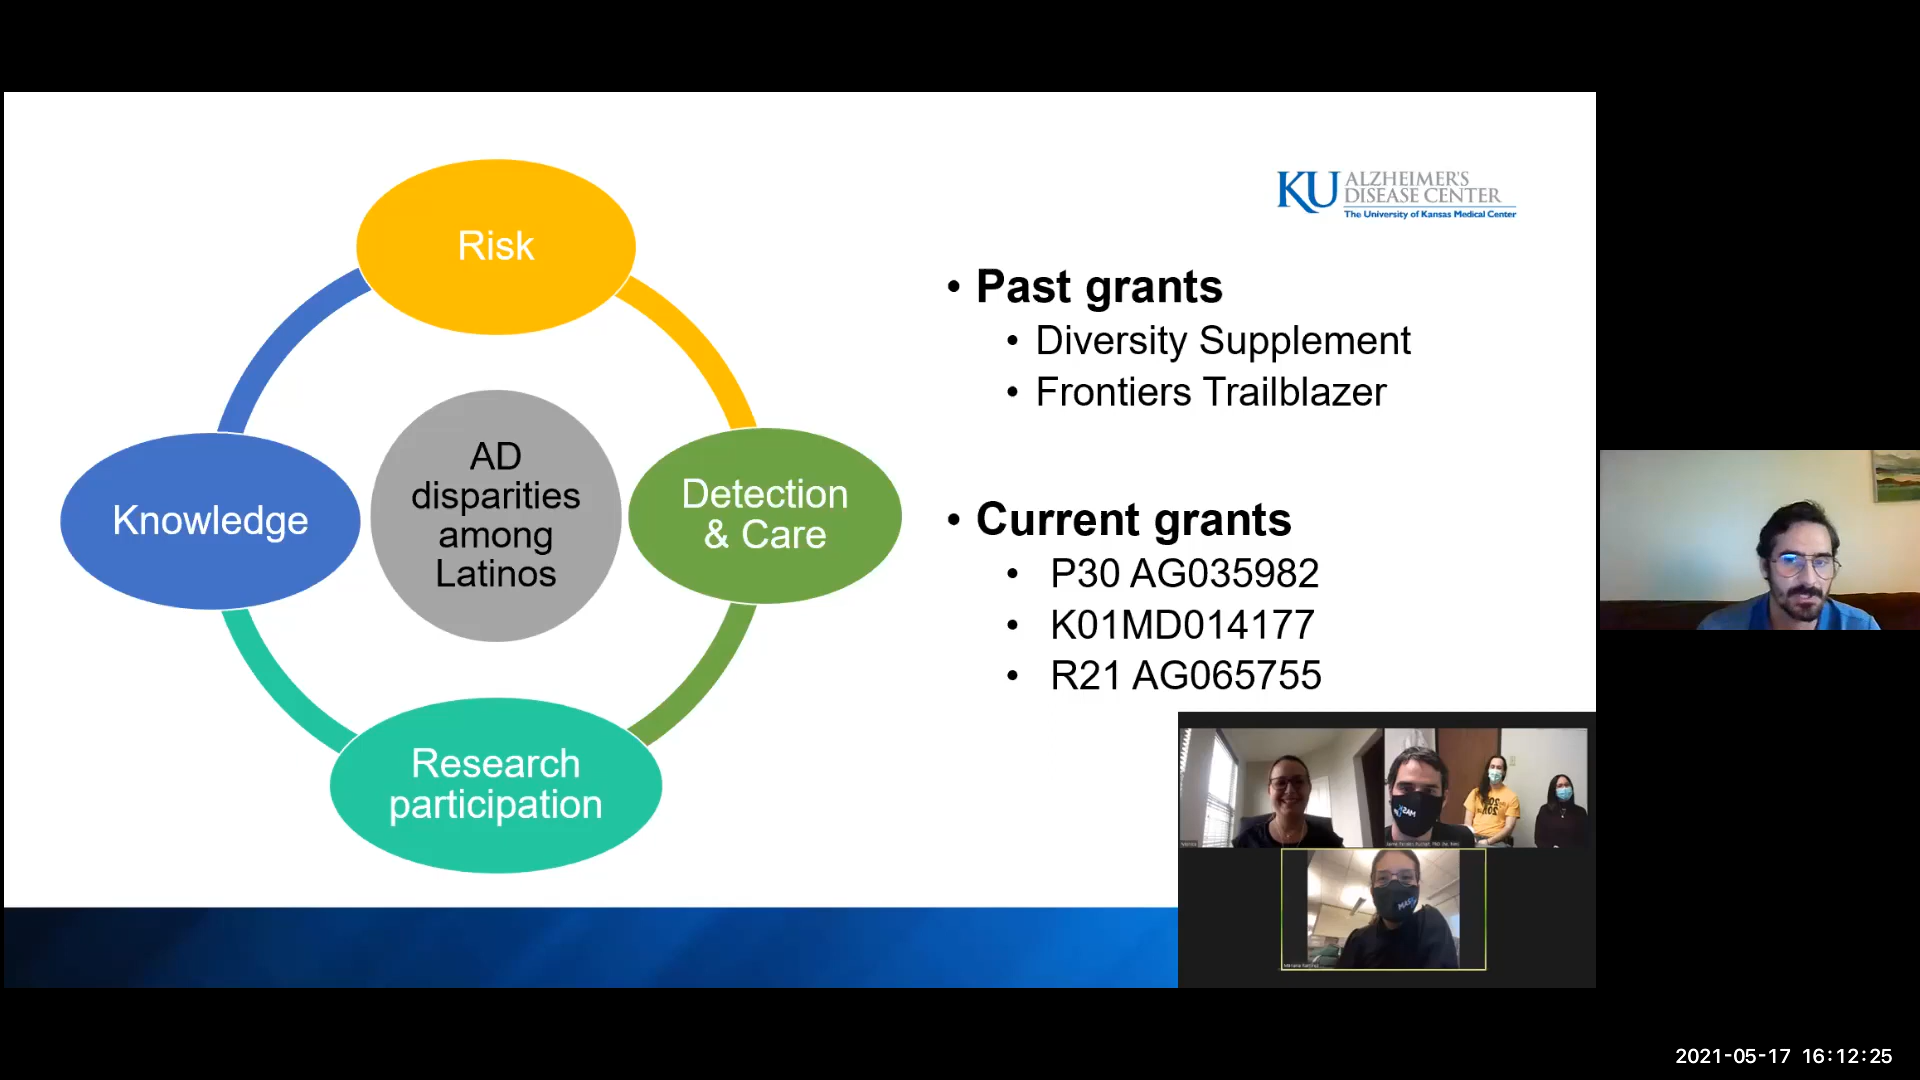 KU ALZHEIMER'S
DISEASE CENTER
The University of Kansas Medical Center
Risk
Knowledge
AD
disparities
among
Latinos
Detection
& Care
Research
participation
• Past grants
• Diversity Supplement
• Frontiers Trailblazer
• Current grants
• P30 AG035982
• K01MD014177
• R21 AG065755
2021-05-17 16:12:25